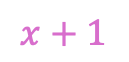 x + 1